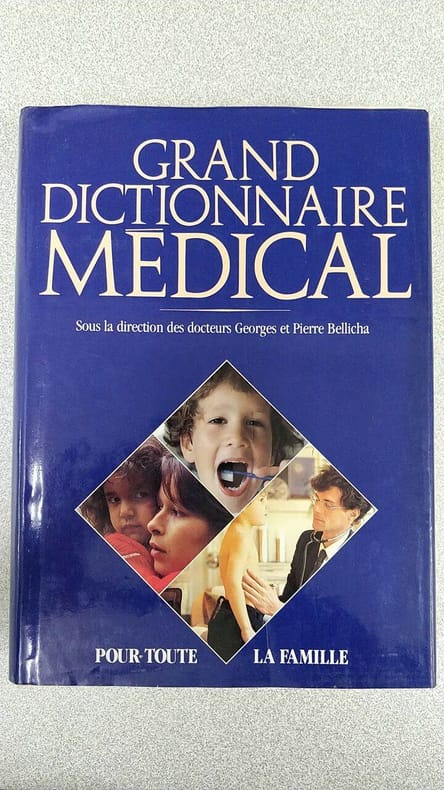 GRAND
DICTIONNAIRE
MÉDICAL
Sous la direction des docteurs Georges et Pierre Bellicha
POUR-TOUTE LA FAMILLE